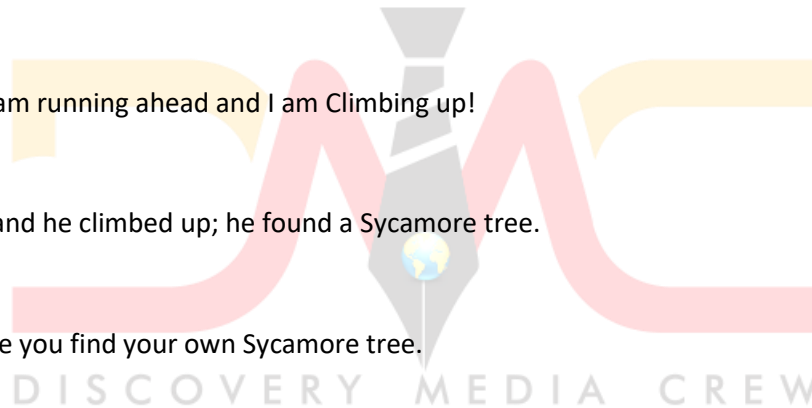 am running ahead and I am Climbing up!
and he climbed up; he found a Sycamore tree.
you find your own Sycamore tree.
DISCOVERY MEDIA CREW